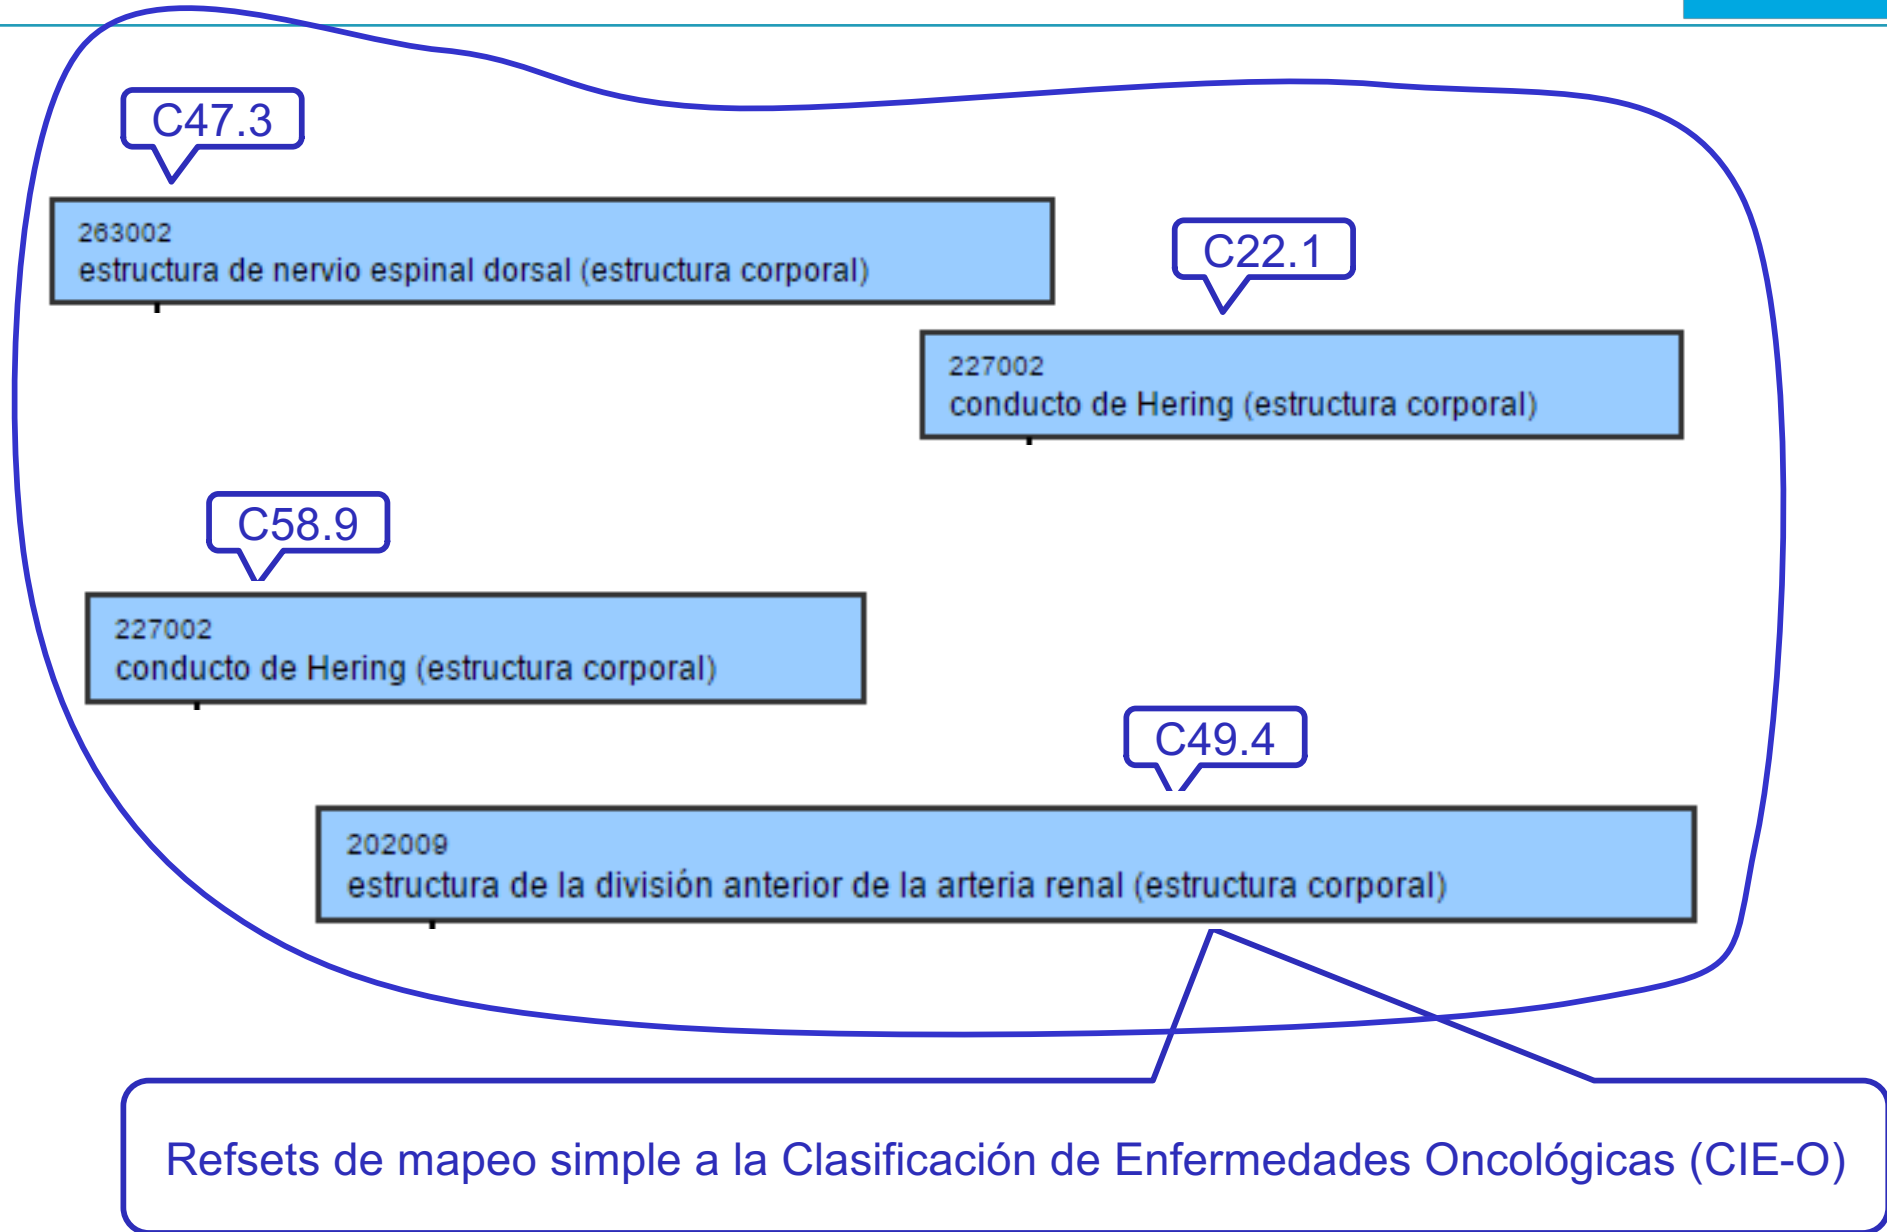 C47.3
263002
estructura de nervio espinal dorsal (estructura corporal)
C22.1
227002
conducto de Hering (estructura corporal)
C58.9
227002
conducto de Hering (estructura corporal)
C49.4
202009
estructura de la división anterior de la arteria renal (estructura corporal)
Refsets de mapeo simple a la Clasificación de Enfermedades Oncológicas (CIE-O)